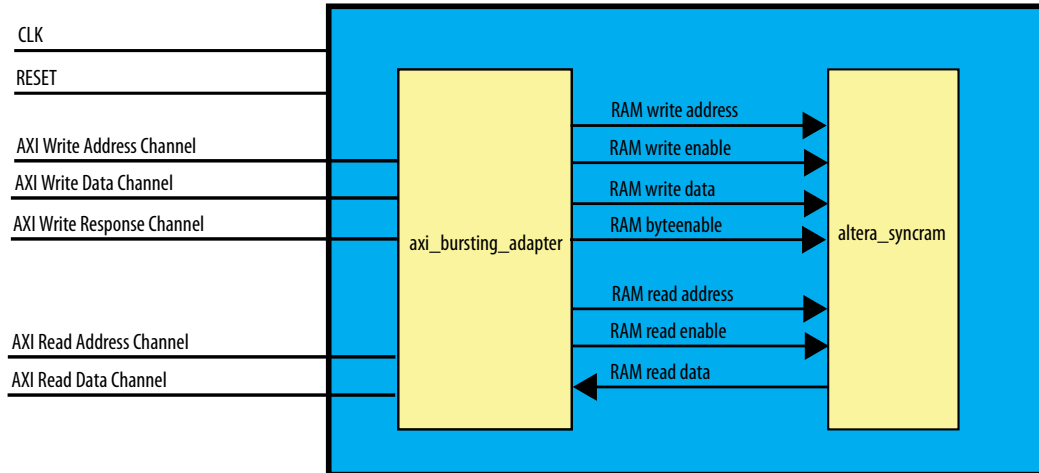 CLK
RESET
AXI Write Address Channel
AXI Write Data Channel
AXI Write Response Channel
AXI Read Address Channel
AXI Read Data Channel
axi_bursting_adapter
RAM write address
RAM write enable
RAM write data
RAM byteenable
RAM read address
RAM read enable
RAM read data
altera_syncram